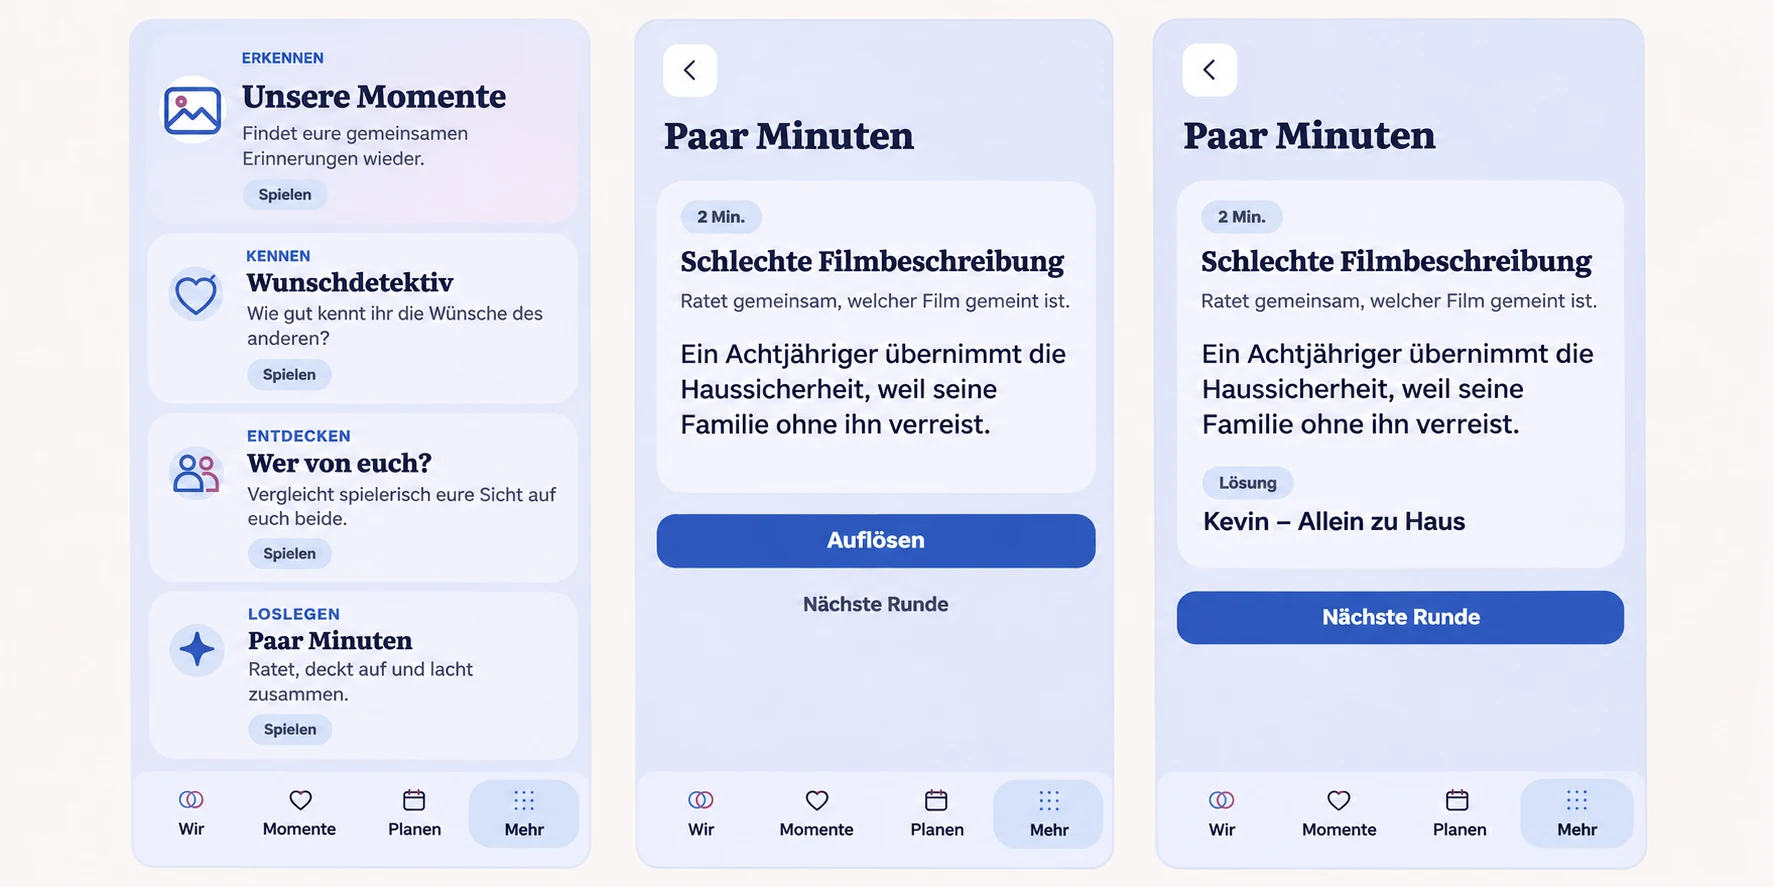 ERKENNEN
Unsere Momente
Findet eure gemeinsamen
Erinnerungen wieder.
Spielen
KENNEN
Wunschdetektiv
Wie gut kennt ihr die Wünsche des
anderen?
Spielen
ENTDECKEN
Wer von euch?
Vergleicht spielerisch eure Sicht auf
euch beide.
Spielen
LOSLEGEN
Paar Minuten
Ratet, deckt auf und lacht
zusammen.
Spielen
Wir
Momente
Planen
Mehr
Paar Minuten
2 Min.
Schlechte Filmbeschreibung
Ratet gemeinsam, welcher Film gemeint ist.
Ein Achtjähriger übernimmt die
Haussicherheit, weil seine
Familie ohne ihn verreist.
Auflösen
Nächste Runde
Wir
Momente
Planen
Mehr
Paar Minuten
2 Min.
Schlechte Filmbeschreibung
Ratet gemeinsam, welcher Film gemeint ist.
Ein Achtjähriger übernimmt die
Haussicherheit, weil seine
Familie ohne ihn verreist.
Lösung
Kevin – Allein zu Haus
Nächste Runde
Wir
Momente
Planen
Mehr